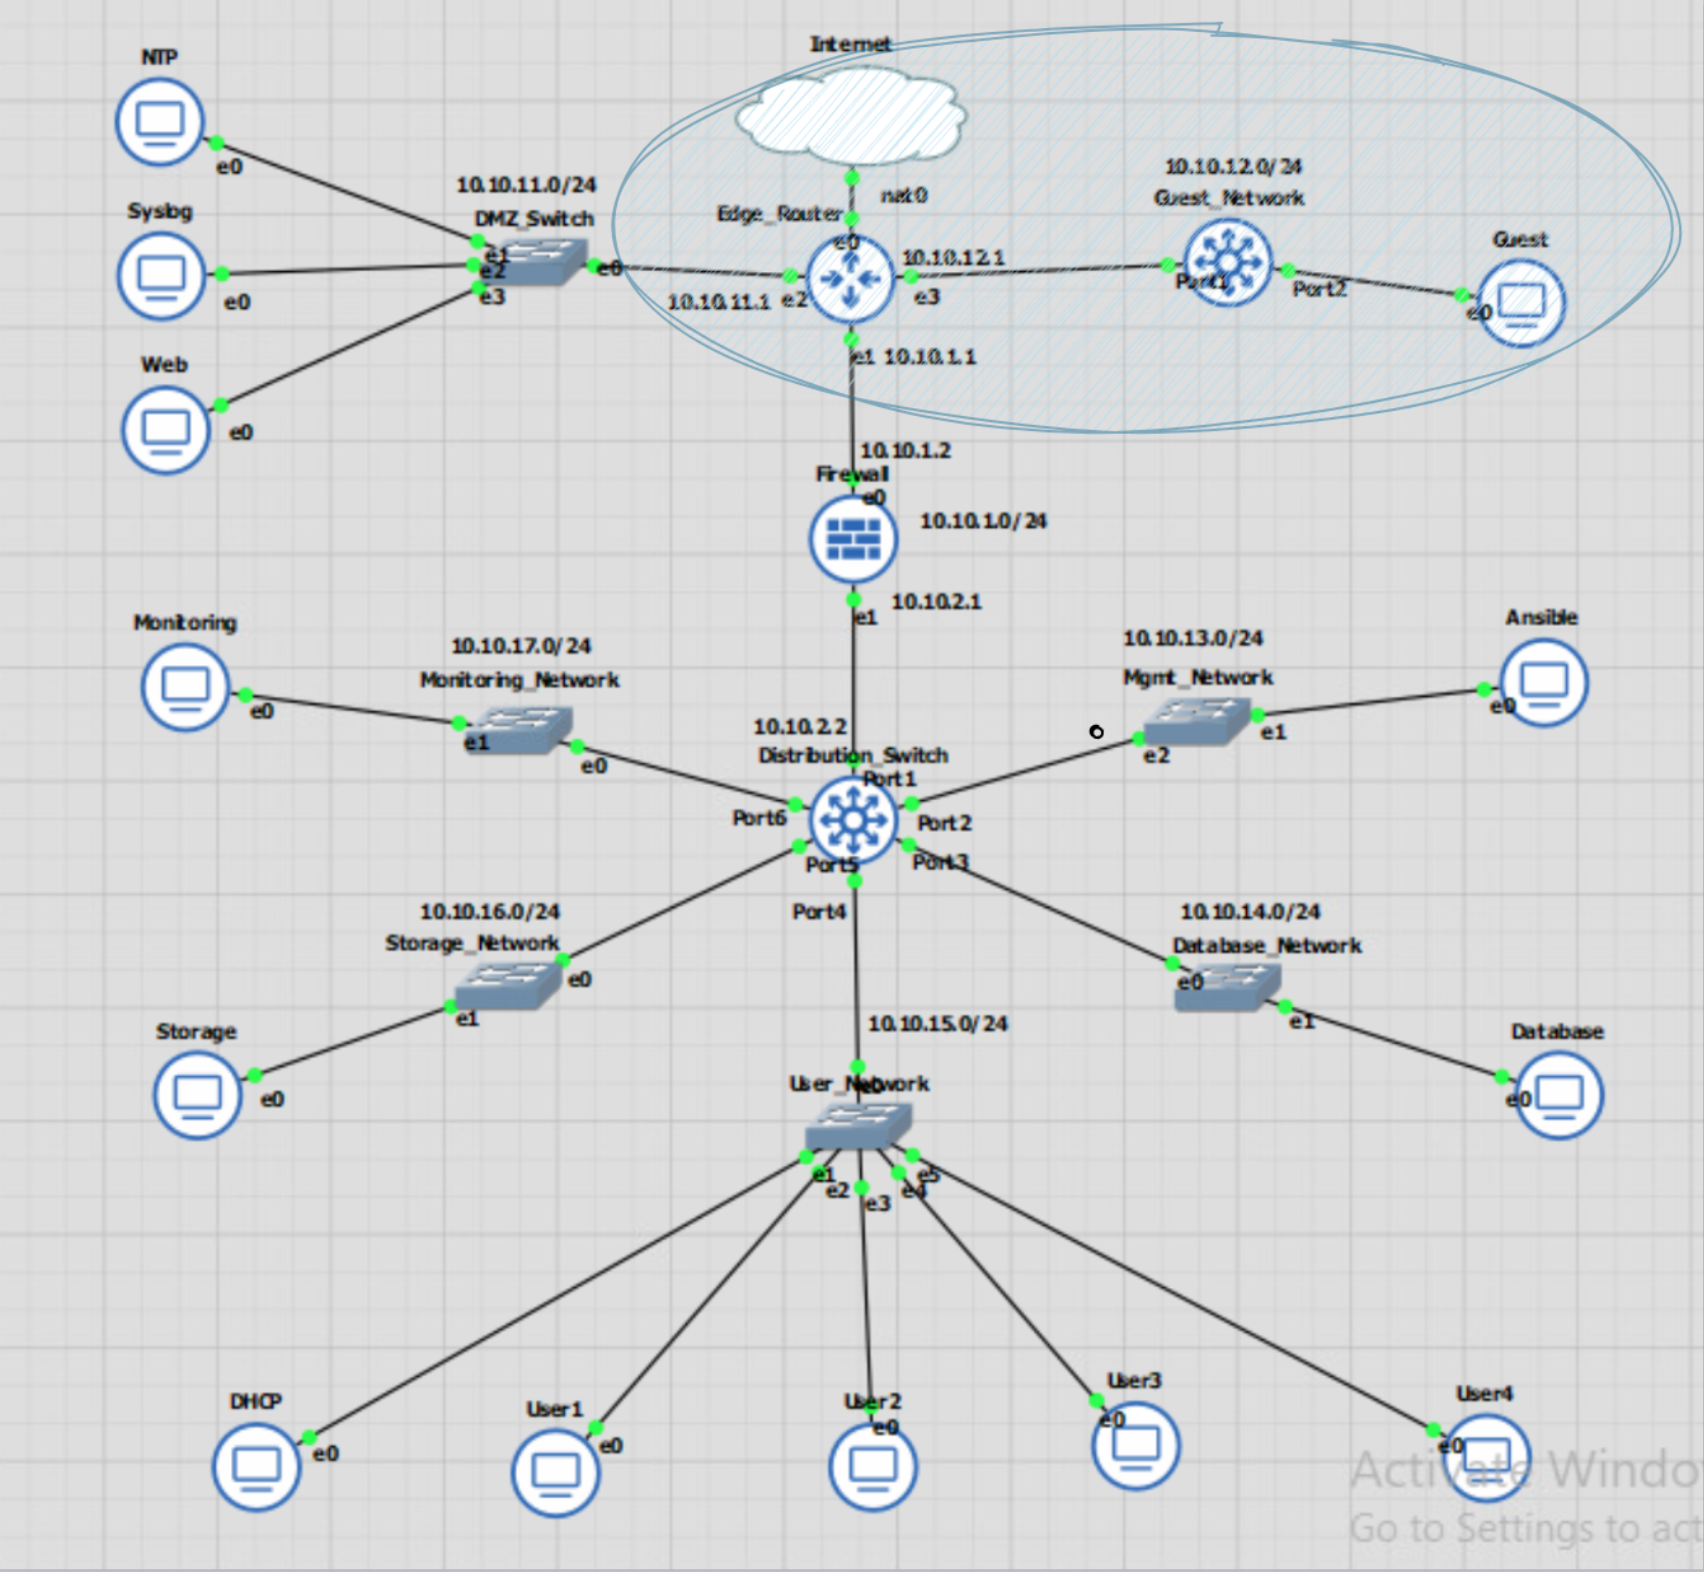 Internet
NTP
e0
10.10.11.0/24
DMZ_Switch
Syslog
e1
e2
e3
e0
e0
Web
e0
nat0
Edge_Router
e0
10.10.12.1
10.10.11.1 e2
e3
e1 10.10.1.1
10.10.12.0/24
Guest_Network
Port1
Port2
Guest
e0
10.10.1.2
Firewall
e0
10.10.1.0/24
10.10.2.1
e1
Monitoring
e0
10.10.17.0/24
Monitoring_Network
e1
e0
10.10.13.0/24
Mgmt_Network
e1
e2
Ansible
e0
10.10.2.2
Distribution_Switch
Port1
Port6
Port2
Port5
Port3
Port4
10.10.16.0/24
Storage_Network
e0
e1
Storage
e0
10.10.14.0/24
Database_Network
e0
e1
Database
e0
10.10.15.0/24
User_Network
e0
e1
e2
e3
e4
e5
DHCP
e0
User1
e0
User2
e0
User3
e0
User4
e0
Activate Windo
Go to Settings to act